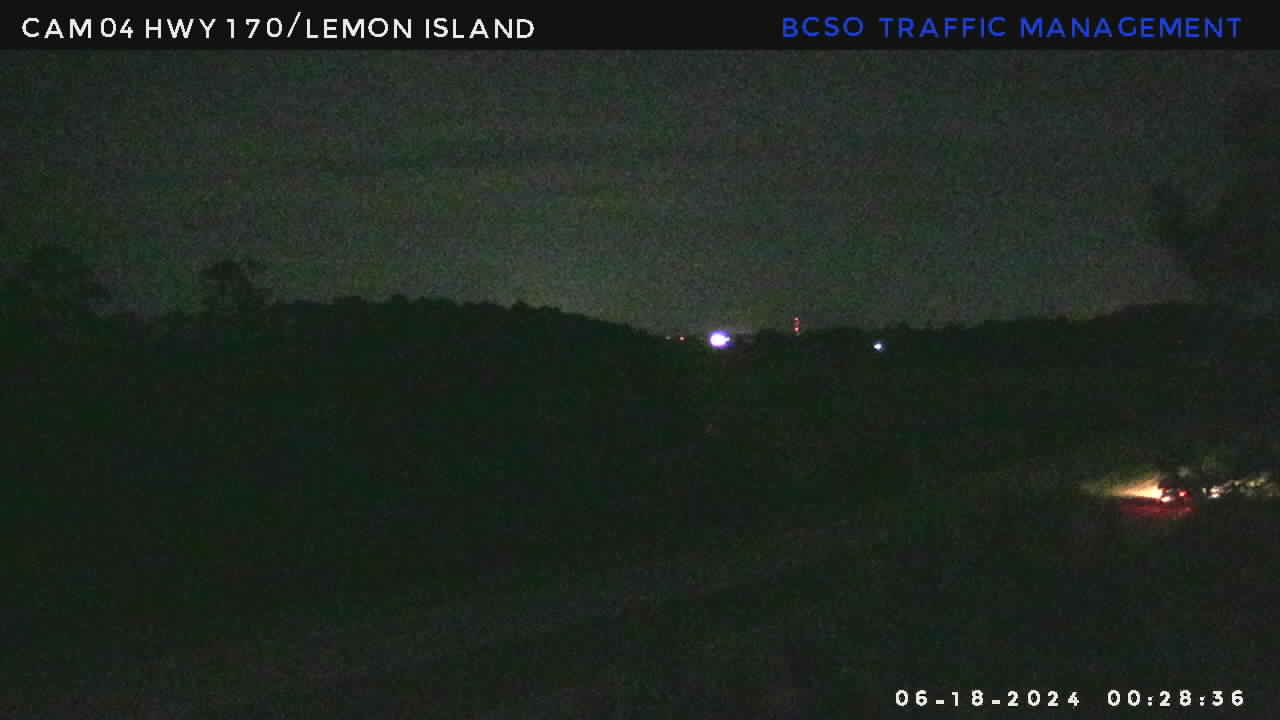 CAM04 HWY 170/LEMON ISLAND
BCSO TRAFFIC MANAGEMENT
06-18-2024 00:28:36